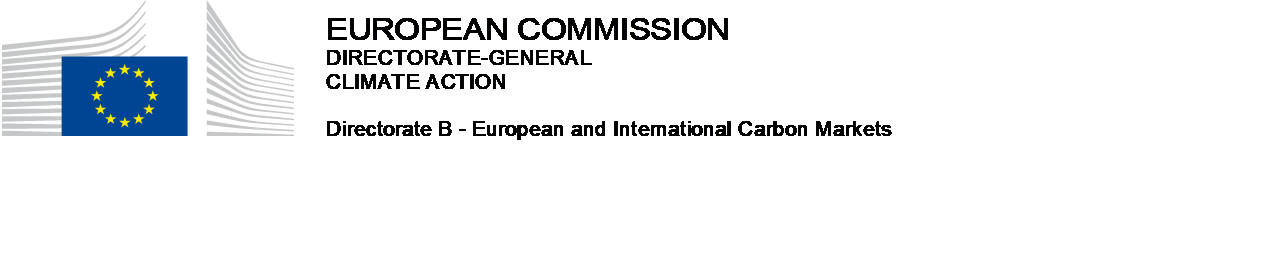 EUROPEAN COMMISSION
DIRECTORATE-GENERAL
CLIMATE ACTION
Directorate B - European and International Carbon Markets